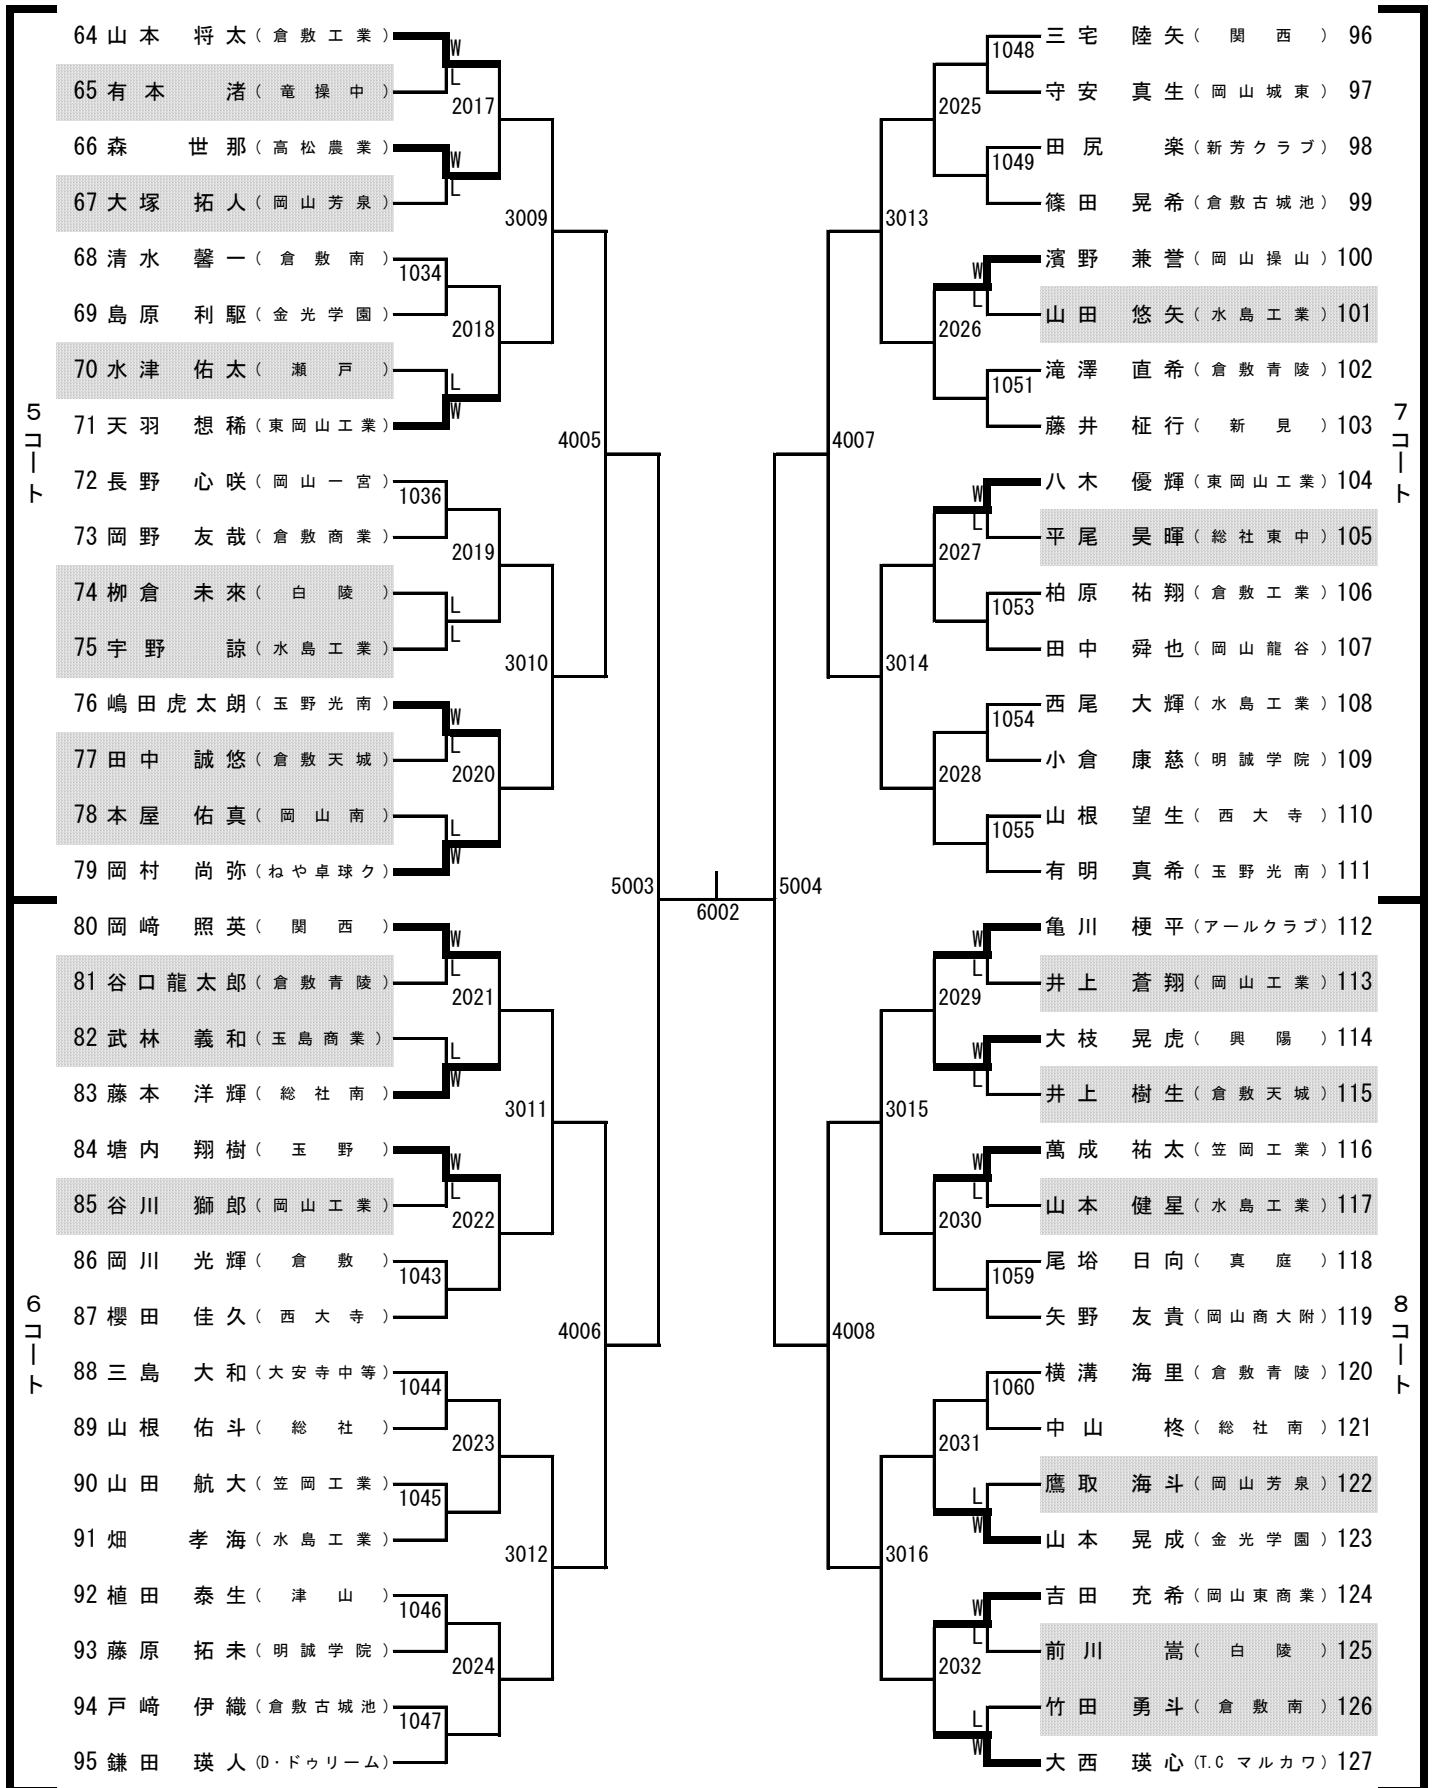 64 山本 将太 (倉敷工業)
W
L
65 有本 渚 (竜操中)
2017
66 森 世那 (高松農業)
W
L
67 大塚 拓人 (岡山芳泉)
3009
68 清水 馨一 (倉敷南)
1034
69 島原 利駆 (金光学園)
2018
70 水津 佑太 (瀬戸)
L
W
71 天羽 想稀 (東岡山工業)
5コート
4005
72 長野 心咲 (岡山一宮)
1036
73 岡野 友哉 (倉敷商業)
2019
74 栁倉 未來 (白陵)
L
L
75 宇野 諒 (水島工業)
3010
76 嶋田虎太朗 (玉野光南)
W
L
77 田中 誠悠 (倉敷天城)
2020
78 本屋 佑真 (岡山南)
L
W
79 岡村 尚弥 (ねや卓球ク)
5003
80 岡﨑 照英 (関西)
W
L
81 谷口龍太郎 (倉敷青陵)
2021
82 武林 義和 (玉島商業)
L
W
83 藤本 洋輝 (総社南)
3011
84 塘内 翔樹 (玉野)
W
L
85 谷川 獅郎 (岡山工業)
2022
86 岡川 光輝 (倉敷)
1043
87 櫻田 佳久 (西大寺)
6コート
4006
88 三島 大和 (大安寺中等)
1044
89 山根 佑斗 (総社)
2023
90 山田 航大 (笠岡工業)
1045
91 畑 孝海 (水島工業)
3012
92 植田 泰生 (津山)
1046
93 藤原 拓未 (明誠学院)
2024
94 戸﨑 伊織 (倉敷古城池)
1047
95 鎌田 瑛人 (D・ドゥリーム)
6002
三宅 陸矢 (関西) 96
1048
守安 真生 (岡山城東) 97
2025
田尻 楽 (新芳クラブ) 98
1049
篠田 晃希 (倉敷古城池) 99
3013
濱野 兼誉 (岡山操山) 100
W
L
山田 悠矢 (水島工業) 101
2026
滝澤 直希 (倉敷青陵) 102
1051
藤井 柾行 (新見) 103
7コート
4007
八木 優輝 (東岡山工業) 104
W
L
平尾 昊暉 (総社東中) 105
2027
柏原 祐翔 (倉敷工業) 106
1053
田中 舜也 (岡山龍谷) 107
3014
西尾 大輝 (水島工業) 108
1054
小倉 康慈 (明誠学院) 109
2028
山根 望生 (西大寺) 110
1055
有明 真希 (玉野光南) 111
5004
亀川 梗平 (アールクラブ) 112
W
L
井上 蒼翔 (岡山工業) 113
2029
大枝 晃虎 (興陽) 114
W
L
井上 樹生 (倉敷天城) 115
3015
萬成 祐太 (笠岡工業) 116
W
L
山本 健星 (水島工業) 117
2030
尾埉 日向 (真庭) 118
1059
矢野 友貴 (岡山商大附) 119
8コート
4008
横溝 海里 (倉敷青陵) 120
1060
中山 柊 (総社南) 121
2031
鷹取 海斗 (岡山芳泉) 122
L
W
山本 晃成 (金光学園) 123
3016
吉田 充希 (岡山東商業) 124
W
L
前川 嵩 (白陵) 125
2032
竹田 勇斗 (倉敷南) 126
L
W
大西 瑛心 (T.C マルカワ) 127